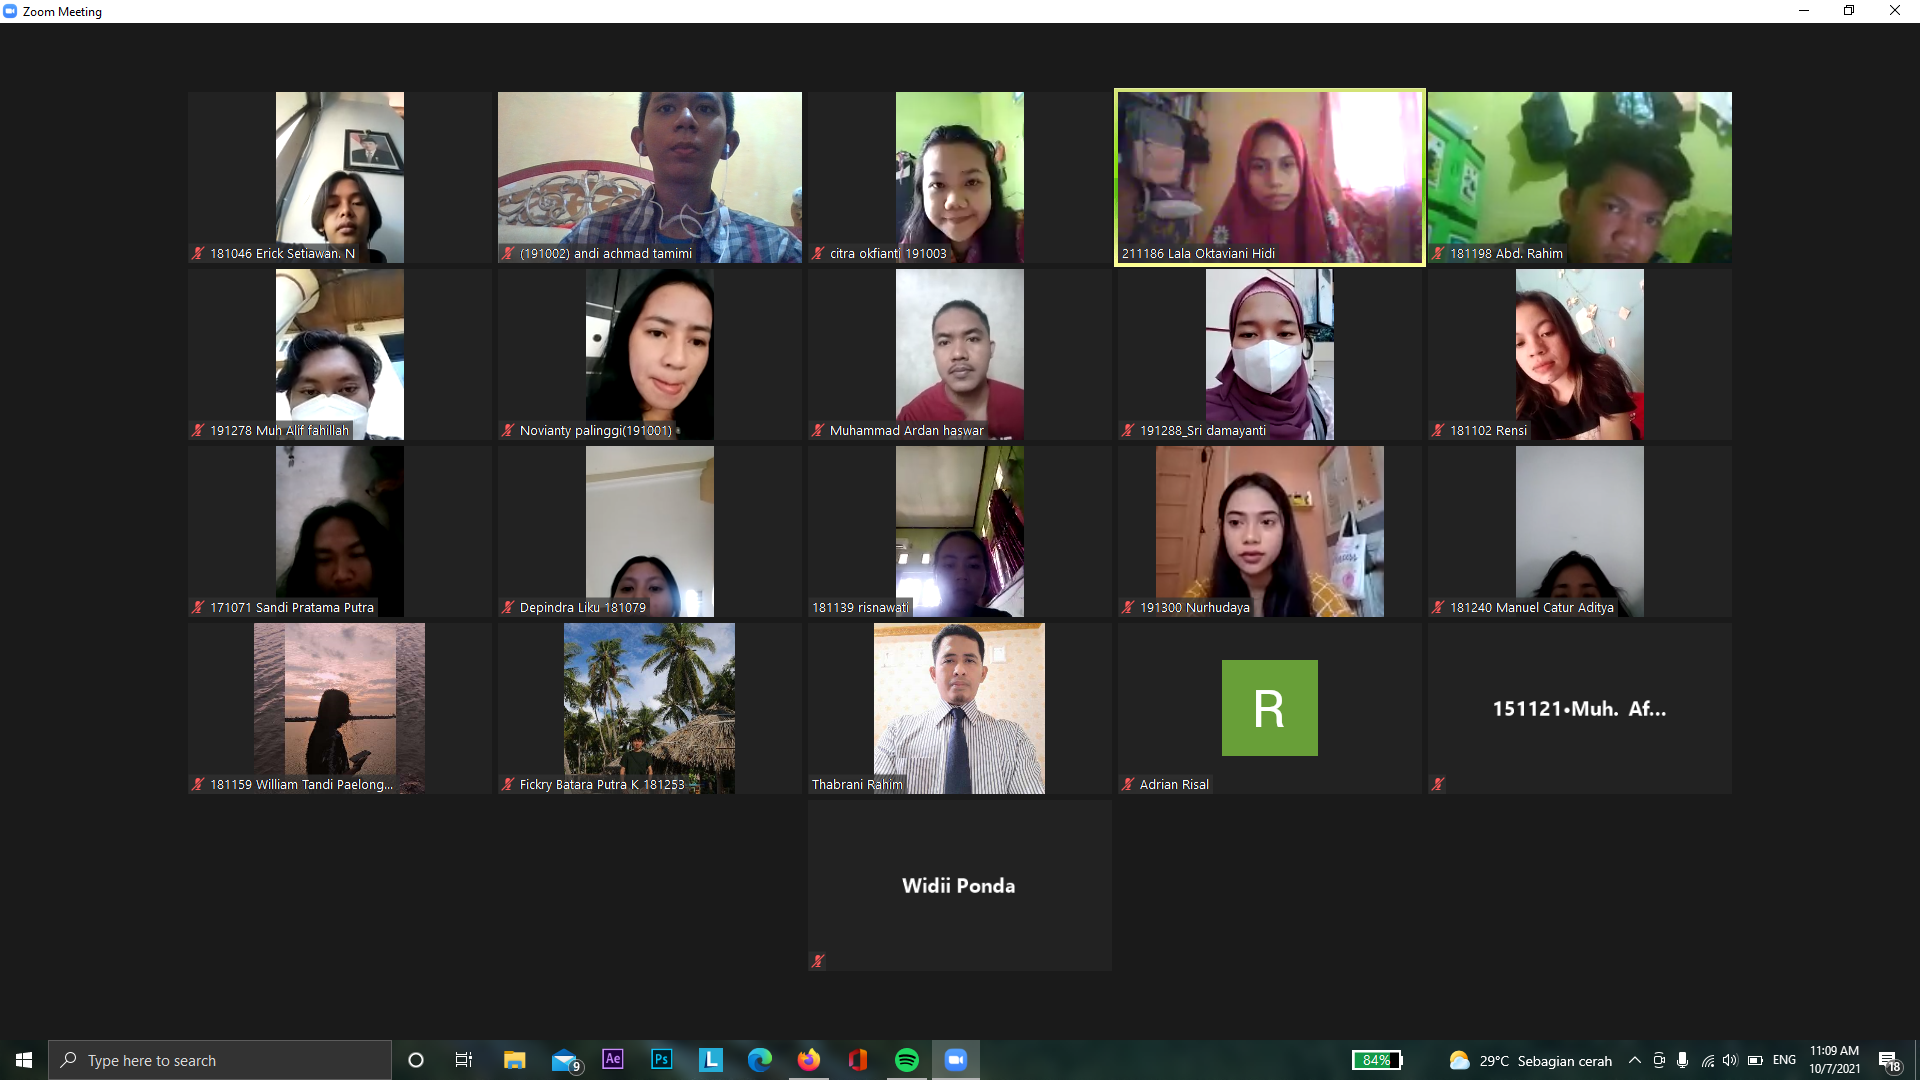 Zoom Meeting
181046 Erick Setiawan. N
(191002) andi achmad tamimi
citra okfianti 191003
211186 Lala Oktaviani Hidi
181198 Abd. Rahim
191278 Muh Alif fahillah
Novianty palinggi(191001)
Muhammad Ardan haswar
191288_Sri damayanti
181102 Rensi
171071 Sandi Pratama Putra
Depindra Liku 181079
181139 risnawati
191300 Nurhudaya
181240 Manuel Catur Aditya
181159 William Tandi Paelong...
Fickry Batara Putra K 181253
Thabrani Rahim
R
Adrian Risal
151121•Muh. Af...
Widii Ponda
Type here to search
9
Ae
Ps
L
84%
29°C Sebagian cerah
ENG
11:09 AM
10/7/2021
18